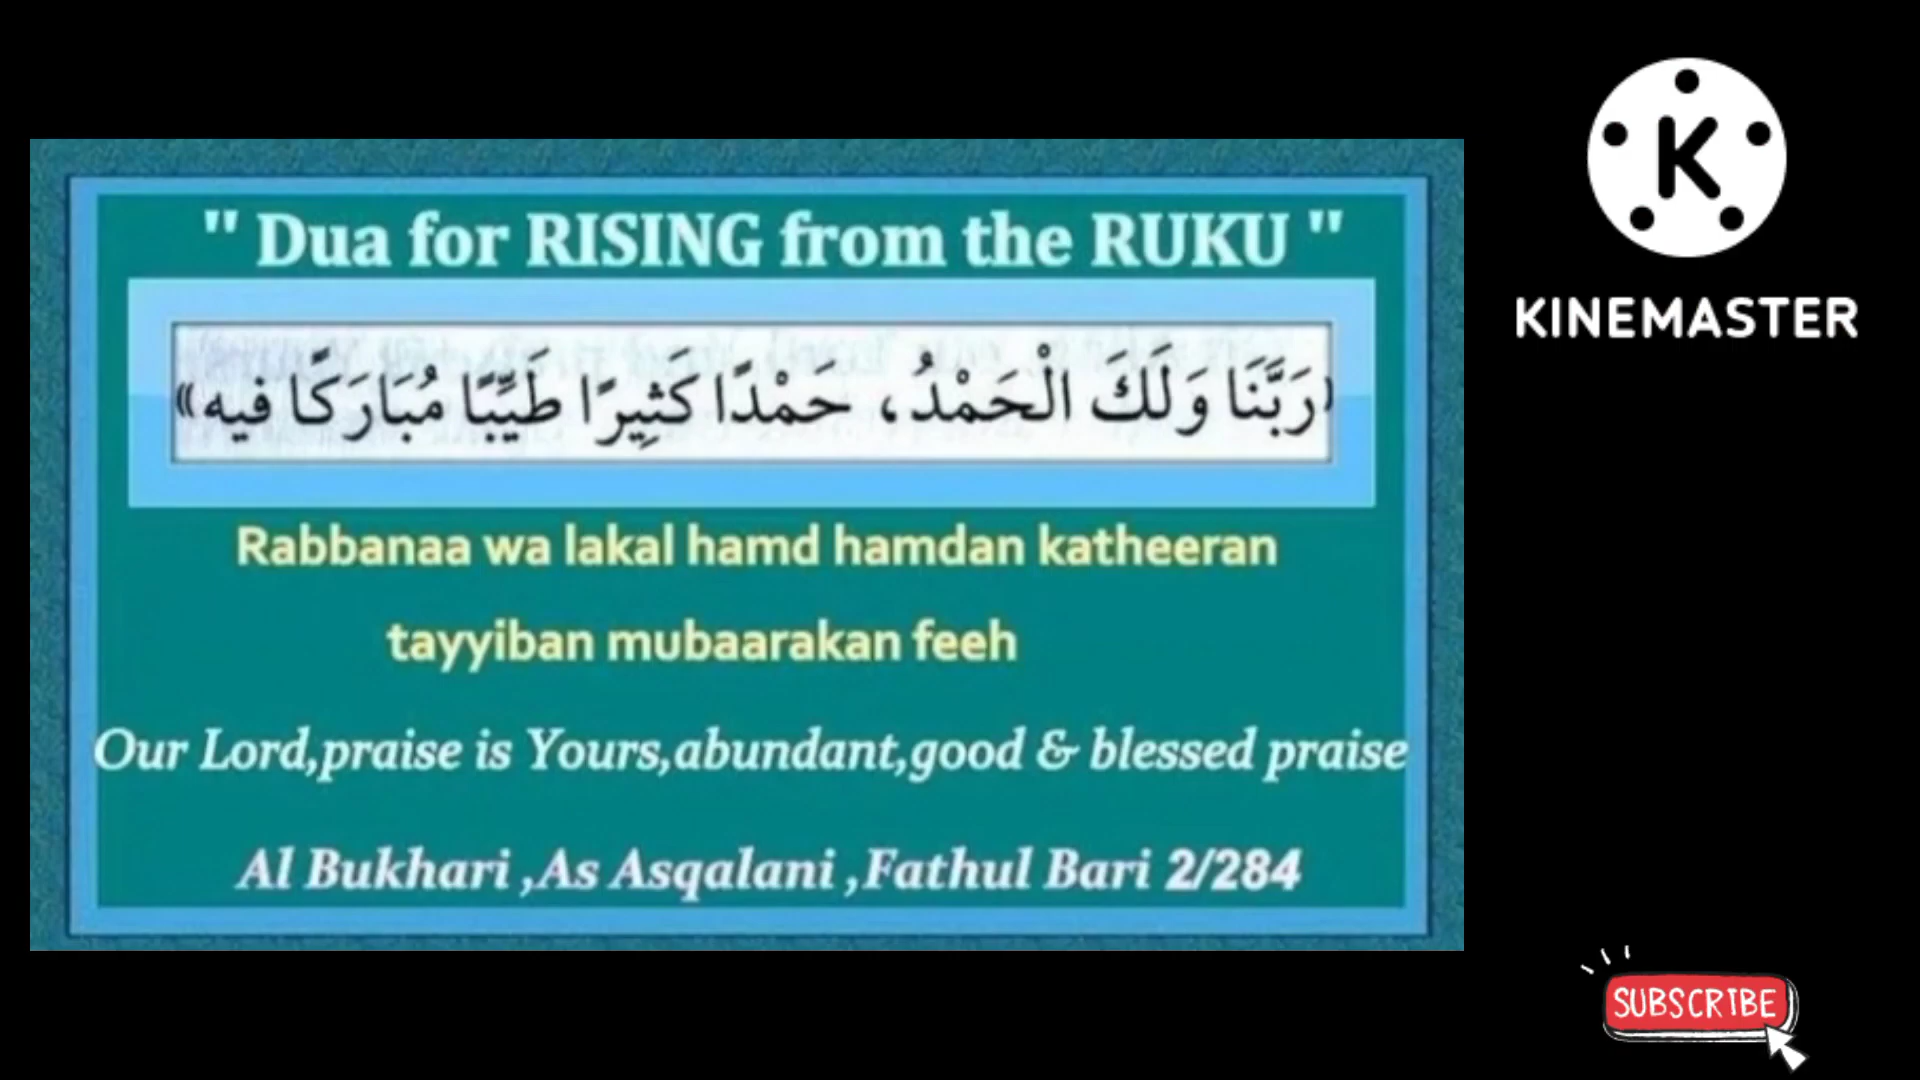 " Dua for RISING from the RUKU "
رَبَّنَا وَلَكَ الْحَمْدُ، حَمْدًا كَثِيرًا طَيِّبًا مُبَارَكًا فيه»
Rabbanaa wa lakal hamd hamdan katheeran
tayyiban mubaarakan feeh
Our Lord,praise is Yours,abundant,good & blessed praise
Al Bukhari ,As Asqalani ,Fathul Bari 2/284
K
KINEMASTER
SUBSCRIBE